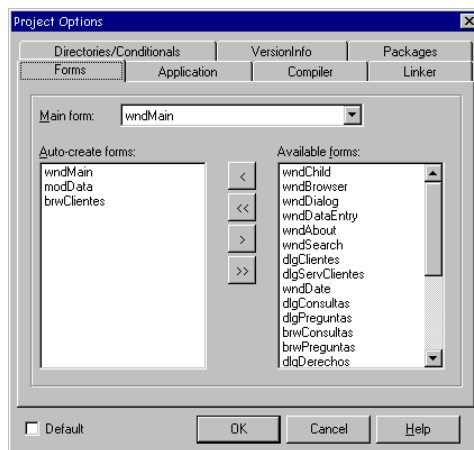 Project Options
Directories/Conditionals VersionInfo Packages
Forms Application Compiler Linker
Main form: wndMain
Auto-create forms:
wndMain
modData
brwClientes
<
<<
>
>>
Available forms:
wndChild
wndBrowser
wndDialog
wndDataEntry
wndAbout
wndSearch
dlgClientes
dlgServClientes
wndDate
dlgConsultas
dlgPreguntas
brwConsultas
brwPreguntas
dlgDerechos
Default OK Cancel Help